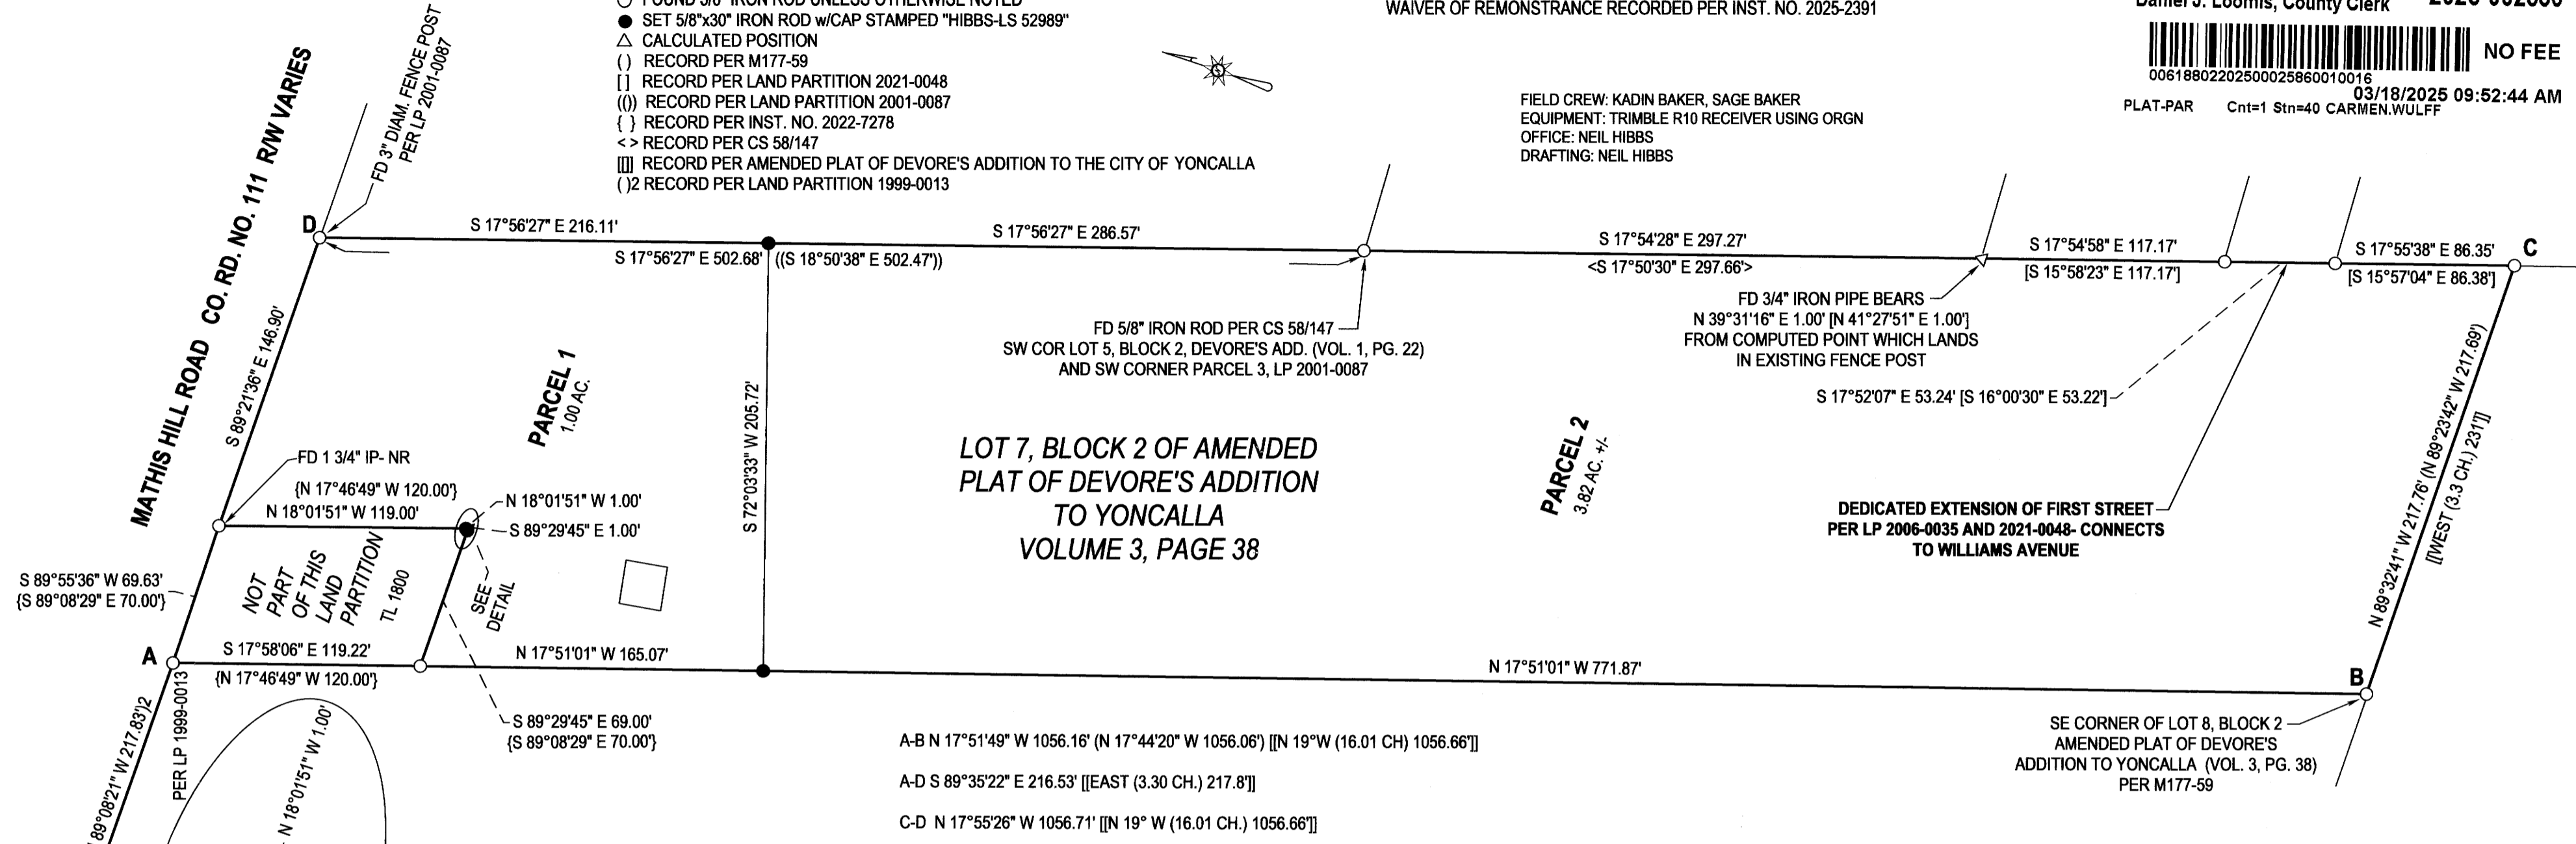 SET 5/8"x30" IRON ROD w/CAP STAMPED "HIBBS-LS 52989"
CALCULATED POSITION
( ) RECORD PER M177-59
[ ] RECORD PER LAND PARTITION 2021-0048
(()) RECORD PER LAND PARTITION 2001-0087
{ } RECORD PER INST. NO. 2022-7278
< > RECORD PER CS 58/147
[[]] RECORD PER AMENDED PLAT OF DEVORE'S ADDITION TO THE CITY OF YONCALLA
( )2 RECORD PER LAND PARTITION 1999-0013
WAIVER OF REMONSTRANCE RECORDED PER INST. NO. 2025-2391
FIELD CREW: KADIN BAKER, SAGE BAKER
EQUIPMENT: TRIMBLE R10 RECEIVER USING ORGN
OFFICE: NEIL HIBBS
DRAFTING: NEIL HIBBS
Daniel J. Loomis, County Clerk
NO FEE
00618802202500025860010016
03/18/2025 09:52:44 AM
PLAT-PAR Cnt=1 Stn=40 CARMEN.WULFF
MATHIS HILL ROAD CO. RD. NO. 111 R/W VARIES
FD 3" DIAM. FENCE POST
PER LP 2001-0087
D
S 17°56'27" E 216.11'
S 17°56'27" E 286.57'
S 17°56'27" E 502.68' ((S 18°50'38" E 502.47'))
S 17°54'28" E 297.27'
<S 17°50'30" E 297.66'>
S 17°54'58" E 117.17'
[S 15°58'23" E 117.17']
S 17°55'38" E 86.35'
[S 15°57'04" E 86.38']
C
FD 5/8" IRON ROD PER CS 58/147
SW COR LOT 5, BLOCK 2, DEVORE'S ADD. (VOL. 1, PG. 22)
AND SW CORNER PARCEL 3, LP 2001-0087
FD 3/4" IRON PIPE BEARS
N 39°31'16" E 1.00' [N 41°27'51" E 1.00']
FROM COMPUTED POINT WHICH LANDS
IN EXISTING FENCE POST
S 17°52'07" E 53.24' [S 16°00'30" E 53.22']
S 89°21'36" E 146.90'
PARCEL 1
1.00 AC.
S 72°03'33" W 205.72'
LOT 7, BLOCK 2 OF AMENDED
PLAT OF DEVORE'S ADDITION
TO YONCALLA
VOLUME 3, PAGE 38
PARCEL 2
3.82 AC. +/-
DEDICATED EXTENSION OF FIRST STREET
PER LP 2006-0035 AND 2021-0048- CONNECTS
TO WILLIAMS AVENUE
N 89°32'41" W 217.76' (N 89°23'42" W 217.69')
[[WEST (3.3 CH.) 231']]
FD 1 3/4" IP- NR
{N 17°46'49" W 120.00'}
N 18°01'51" W 119.00'
N 18°01'51" W 1.00'
S 89°29'45" E 1.00'
SEE
DETAIL
NOT
PART
OF THIS
LAND
PARTITION
TL 1800
S 89°55'36" W 69.63'
{S 89°08'29" E 70.00'}
A
S 17°58'06" E 119.22'
{N 17°46'49" W 120.00'}
N 17°51'01" W 165.07'
N 17°51'01" W 771.87'
B
S 89°29'45" E 69.00'
{S 89°08'29" E 70.00'}
89°08'21" W 217.83')2
PER LP 1999-0013
N 18°01'51" W 1.00'
A-B N 17°51'49" W 1056.16' (N 17°44'20" W 1056.06') [[N 19°W (16.01 CH) 1056.66']]
A-D S 89°35'22" E 216.53' [[EAST (3.30 CH.) 217.8']]
C-D N 17°55'26" W 1056.71' [[N 19° W (16.01 CH.) 1056.66']]
SE CORNER OF LOT 8, BLOCK 2
AMENDED PLAT OF DEVORE'S
ADDITION TO YONCALLA (VOL. 3, PG. 38)
PER M177-59